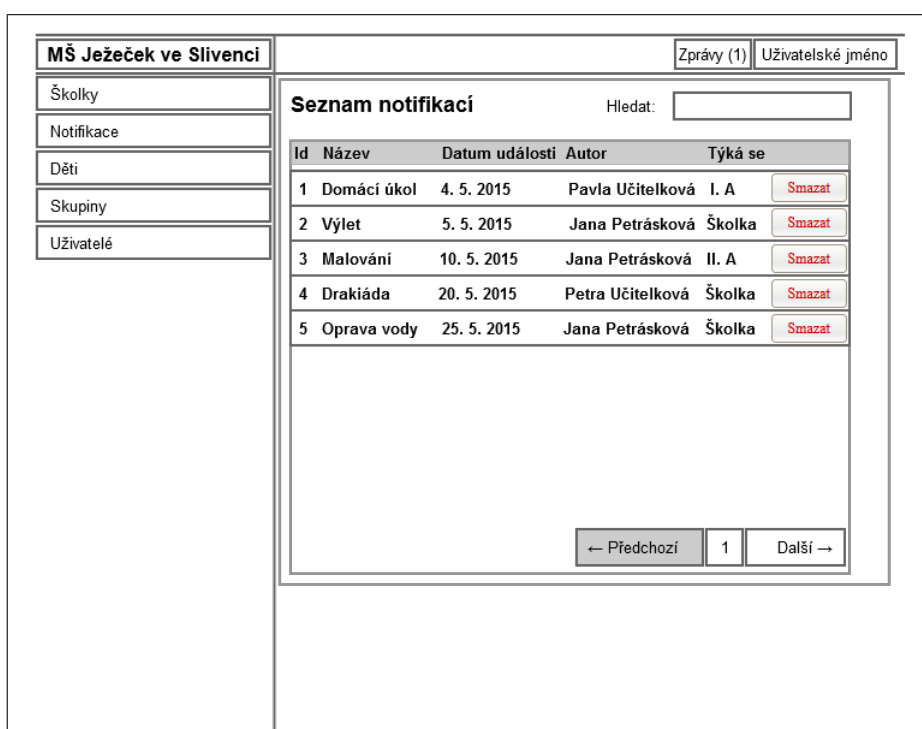 MŠ Ježeček ve Slivenci Zprávy (1) Uživatelské jméno
Školky
Notifikace
Děti
Skupiny
Uživatelé
Seznam notifikací Hledat:
Id Název Datum události Autor Týká se
1 Domácí úkol 4. 5. 2015 Pavla Učitelková I. A Smazat
2 Výlet 5. 5. 2015 Jana Petrásková Školka Smazat
3 Malování 10. 5. 2015 Jana Petrásková II. A Smazat
4 Drakiáda 20. 5. 2015 Petra Učitelková Školka Smazat
5 Oprava vody 25. 5. 2015 Jana Petrásková Školka Smazat
← Předchozí 1 Další →